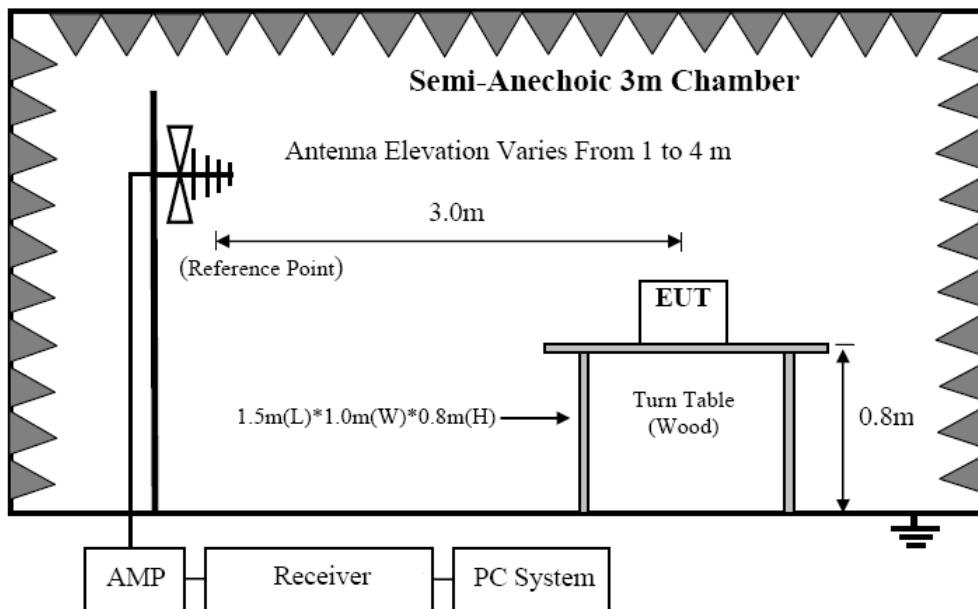 Semi-Anechoic 3m Chamber
Antenna Elevation Varies From 1 to 4 m
3.0m
(Reference Point)
EUT
1.5m(L)*1.0m(W)*0.8m(H)
Turn Table
(Wood)
0.8m
AMP
Receiver
PC System